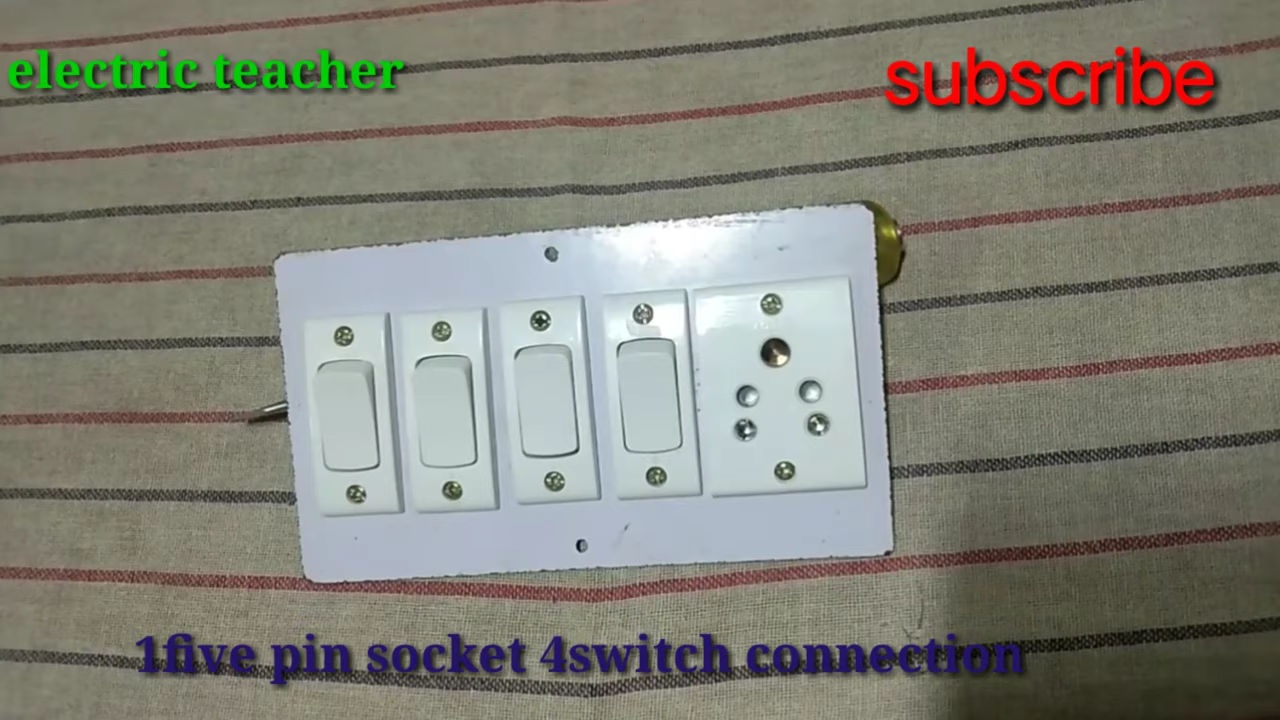 electric teacher
subscribe
1five pin socket 4switch connection